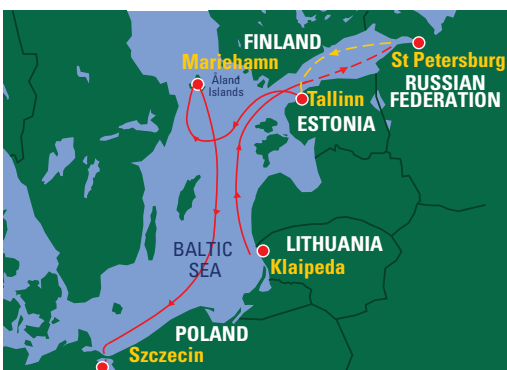 FINLAND
Mariehamn
Åland
Islands
St Petersburg
RUSSIAN
FEDERATION
Tallinn
ESTONIA
BALTIC
SEA
LITHUANIA
Klaipeda
POLAND
Szczecin